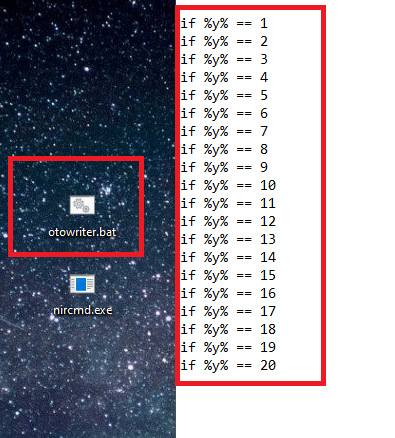 otowriter.bat
nircmd.exe
if %y% == 1
if %y% == 2
if %y% == 3
if %y% == 4
if %y% == 5
if %y% == 6
if %y% == 7
if %y% == 8
if %y% == 9
if %y% == 10
if %y% == 11
if %y% == 12
if %y% == 13
if %y% == 14
if %y% == 15
if %y% == 16
if %y% == 17
if %y% == 18
if %y% == 19
if %y% == 20